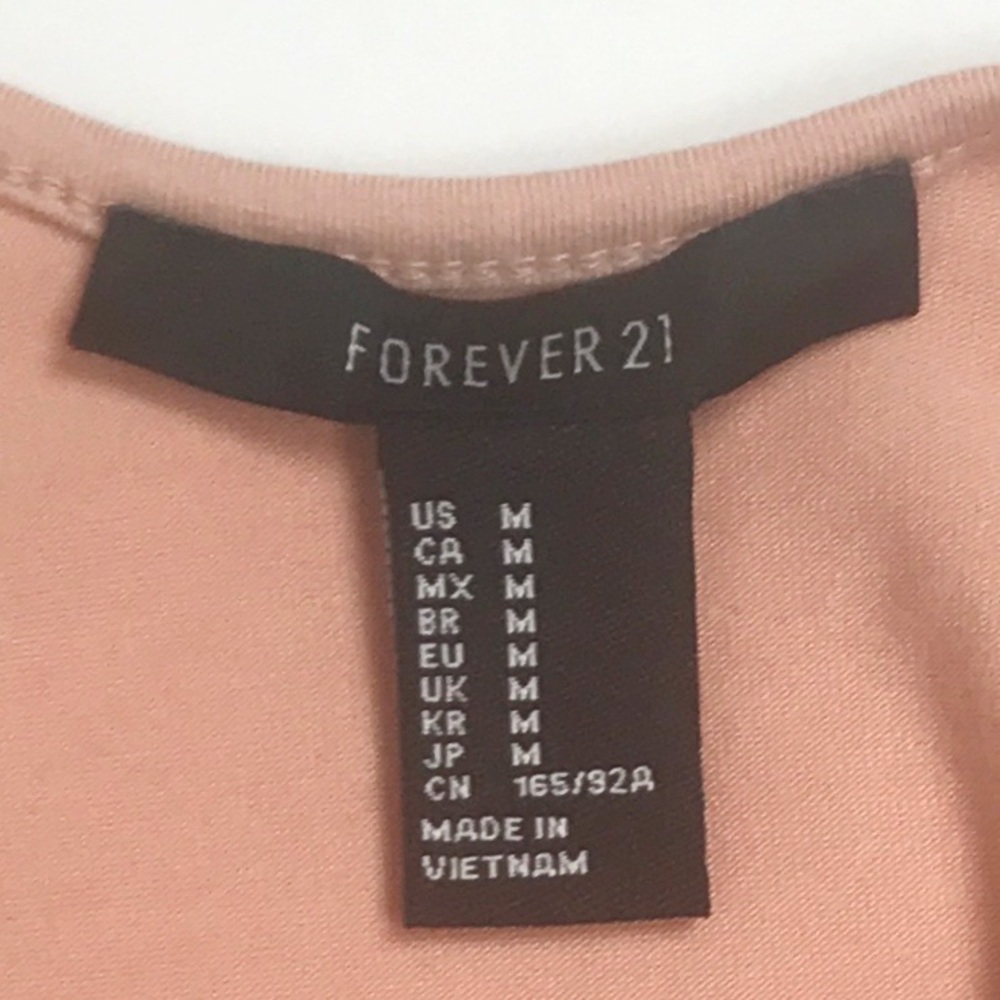 FOREVER 21
US M
CA M
MX M
BR M
EU M
UK M
KR M
JP M
CN 165/92A
MADE IN
VIETNAM